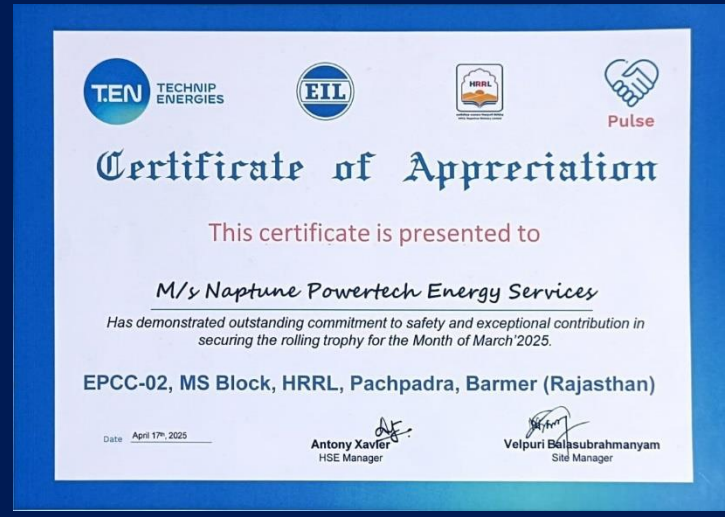 T.EN TECHNIP
ENERGIES
EIL
HRRL
Pulse
Certificate of Appreciation
This certificate is presented to
M/s Naptune Powertech Energy Services
Has demonstrated outstanding commitment to safety and exceptional contribution in
securing the rolling trophy for the Month of March'2025.
EPCC-02, MS Block, HRRL, Pachpadra, Barmer (Rajasthan)
Date April 17th, 2025
Antony Xavier
HSE Manager
Velpuri Balasubrahmanyam
Site Manager